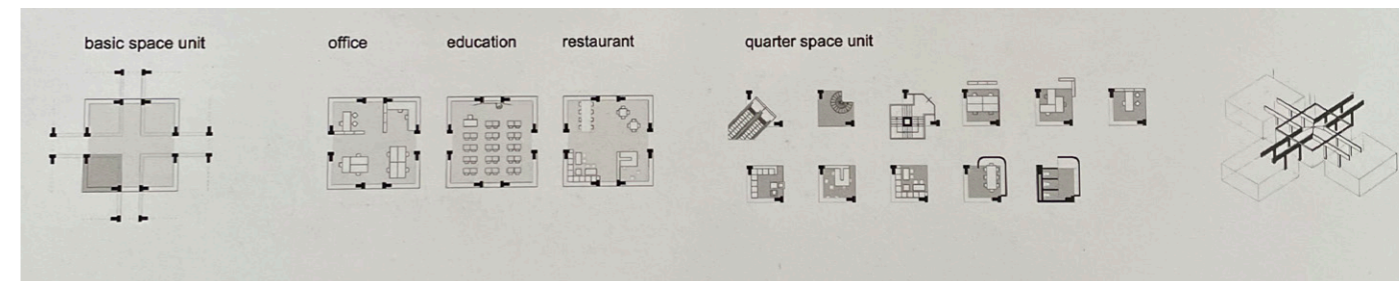 basic space unit
office
education
restaurant
quarter space unit